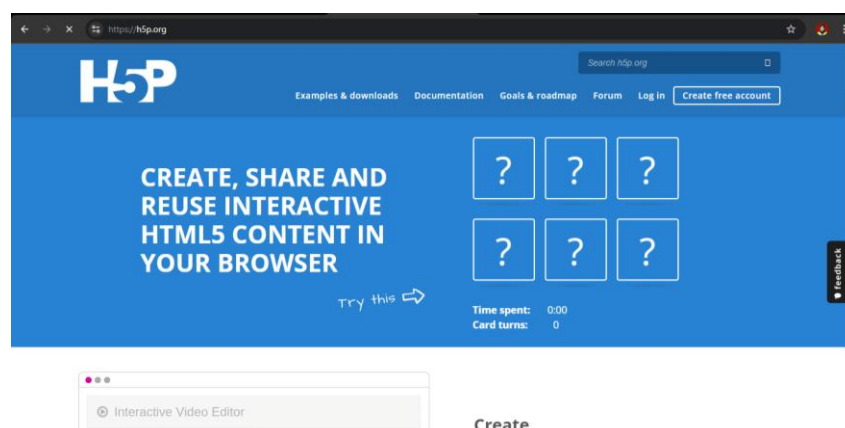 https://h5p.org
H5P
Search h5p.org
Examples & downloads Documentation Goals & roadmap Forum Log in Create free account
CREATE, SHARE AND
REUSE INTERACTIVE
HTML5 CONTENT IN
YOUR BROWSER
Try this
? ? ?
? ? ?
Time spent: 0:00
Card turns: 0
feedback
Interactive Video Editor
Create